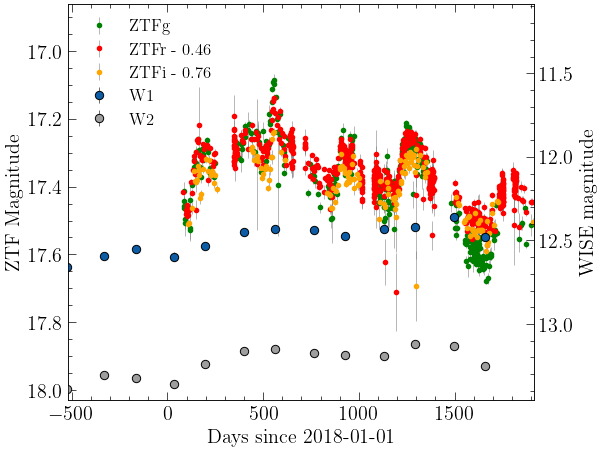 ZTFg
ZTFr - 0.46
ZTFi - 0.76
W1
W2
ZTF Magnitude
17.0
17.2
17.4
17.6
17.8
18.0
11.5
12.0
12.5
13.0
WISE magnitude
−500
0
500
1000
1500
Days since 2018-01-01